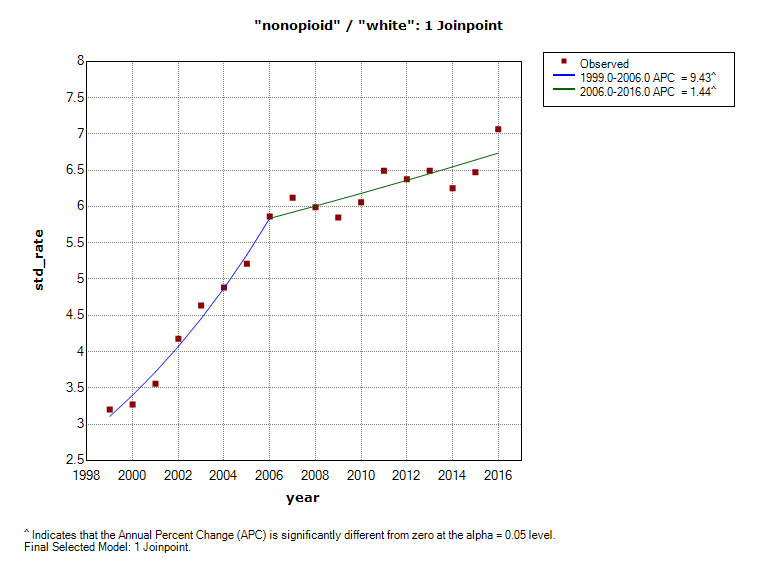 "nonopioid" / "white": 1 Joinpoint
Observed
1999.0-2006.0 APC = 9.43^
2006.0-2016.0 APC = 1.44^
8
7.5
7
6.5
6
5.5
5
4.5
4
3.5
3
2.5
std_rate
1998 2000 2002 2004 2006 2008 2010 2012 2014 2016
year
^ Indicates that the Annual Percent Change (APC) is significantly different from zero at the alpha = 0.05 level.
Final Selected Model: 1 Joinpoint.